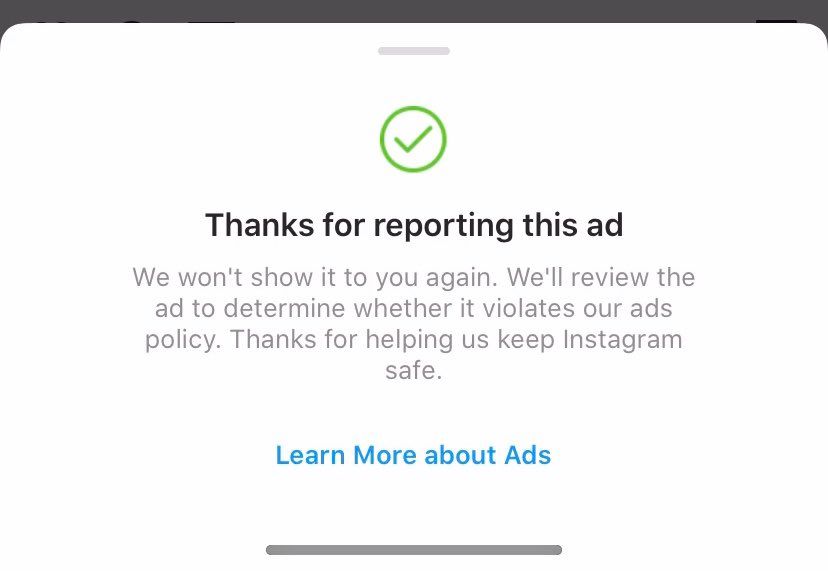 Thanks for reporting this ad
We won't show it to you again. We'll review the
ad to determine whether it violates our ads
policy. Thanks for helping us keep Instagram
safe.
Learn More about Ads